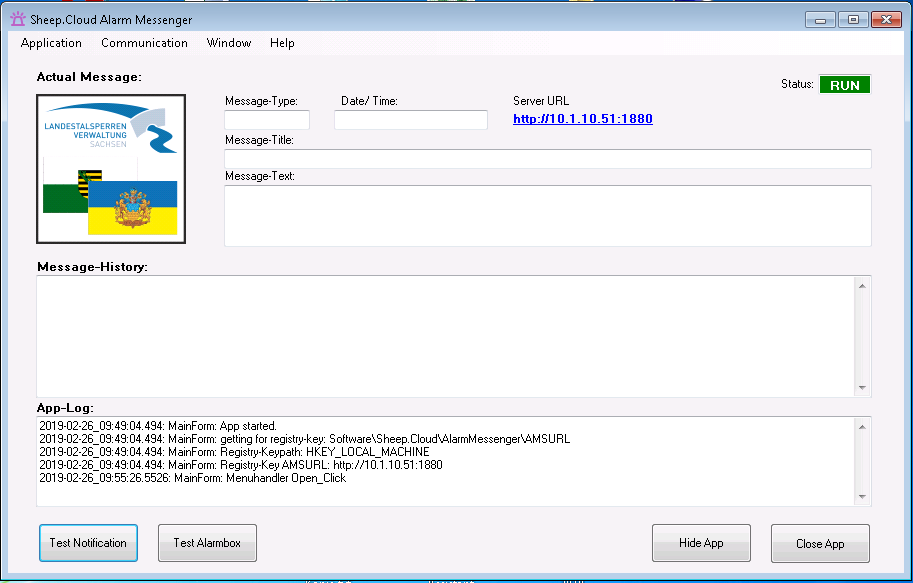 Sheep.Cloud Alarm Messenger
Application Communication Window Help
Actual Message:
Status: RUN
LANDESTALSPERREN
VERWALTUNG
SACHSEN
Message-Type: Date/ Time: Server URL
http://10.1.10.51:1880
Message-Title:
Message-Text:
Message-History:
App-Log:
2019-02-26_09:49:04.494: MainForm: App started.
2019-02-26_09:49:04.494: MainForm: getting for registry-key: Software\Sheep.Cloud\AlarmMessenger\AMSURL
2019-02-26_09:49:04.494: MainForm: Registry-Keypath: HKEY_LOCAL_MACHINE
2019-02-26_09:49:04.494: MainForm: Registry-Key AMSURL: http://10.1.10.51:1880
2019-02-26_09:55:26.5526: MainForm: Menuhandler Open_Click
Test Notification Test Alarmbox Hide App Close App